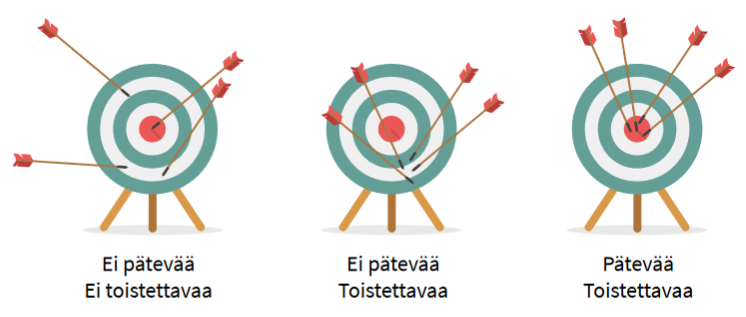 Ei pätevää
Ei toistettavaa
Ei pätevää
Toistettavaa
Pätevää
Toistettavaa